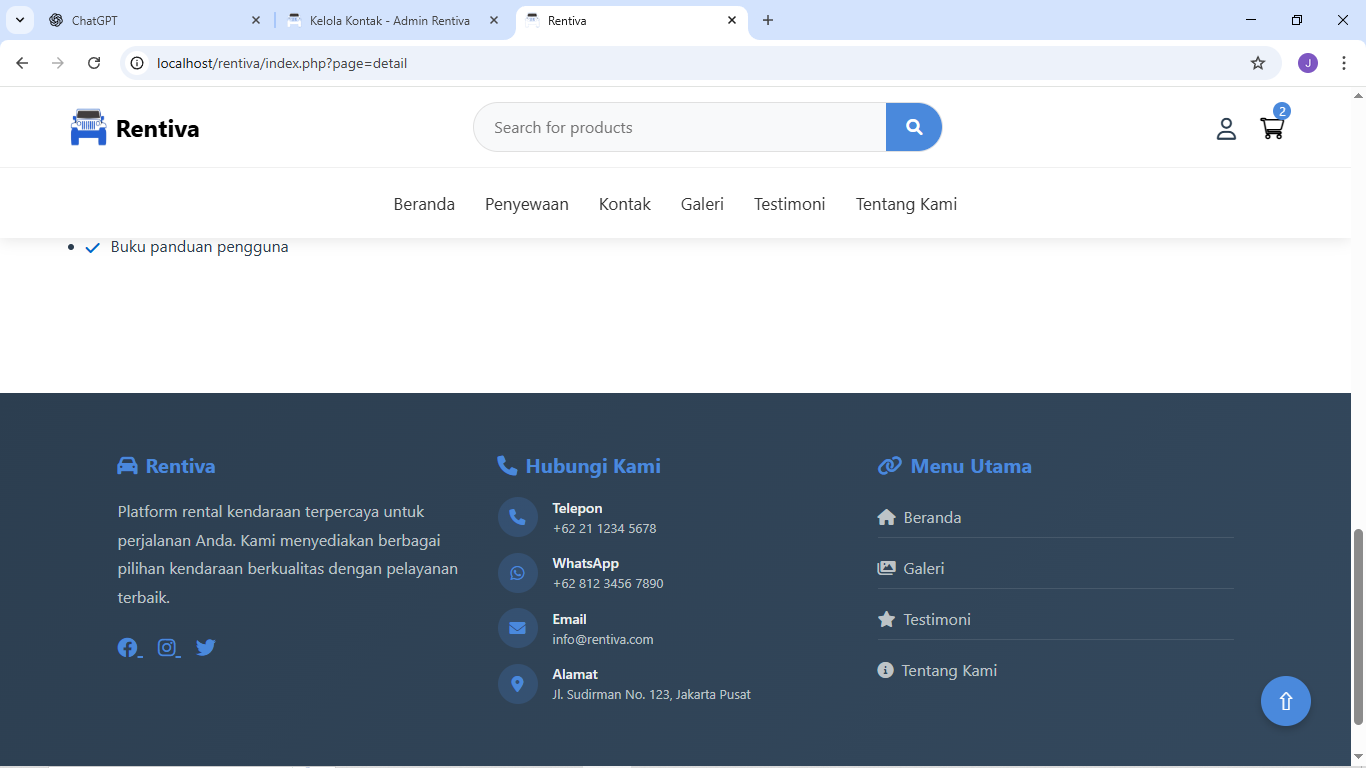 ChatGPT
Kelola Kontak - Admin Rentiva
Rentiva
localhost/rentiva/index.php?page=detail
J
Rentiva
Search for products
2
Beranda
Penyewaan
Kontak
Galeri
Testimoni
Tentang Kami
Buku panduan pengguna
Rentiva
Platform rental kendaraan terpercaya untuk
perjalanan Anda. Kami menyediakan berbagai
pilihan kendaraan berkualitas dengan pelayanan
terbaik.
Hubungi Kami
Telepon
+62 21 1234 5678
WhatsApp
+62 812 3456 7890
Email
info@rentiva.com
Alamat
Jl. Sudirman No. 123, Jakarta Pusat
Menu Utama
Beranda
Galeri
Testimoni
Tentang Kami